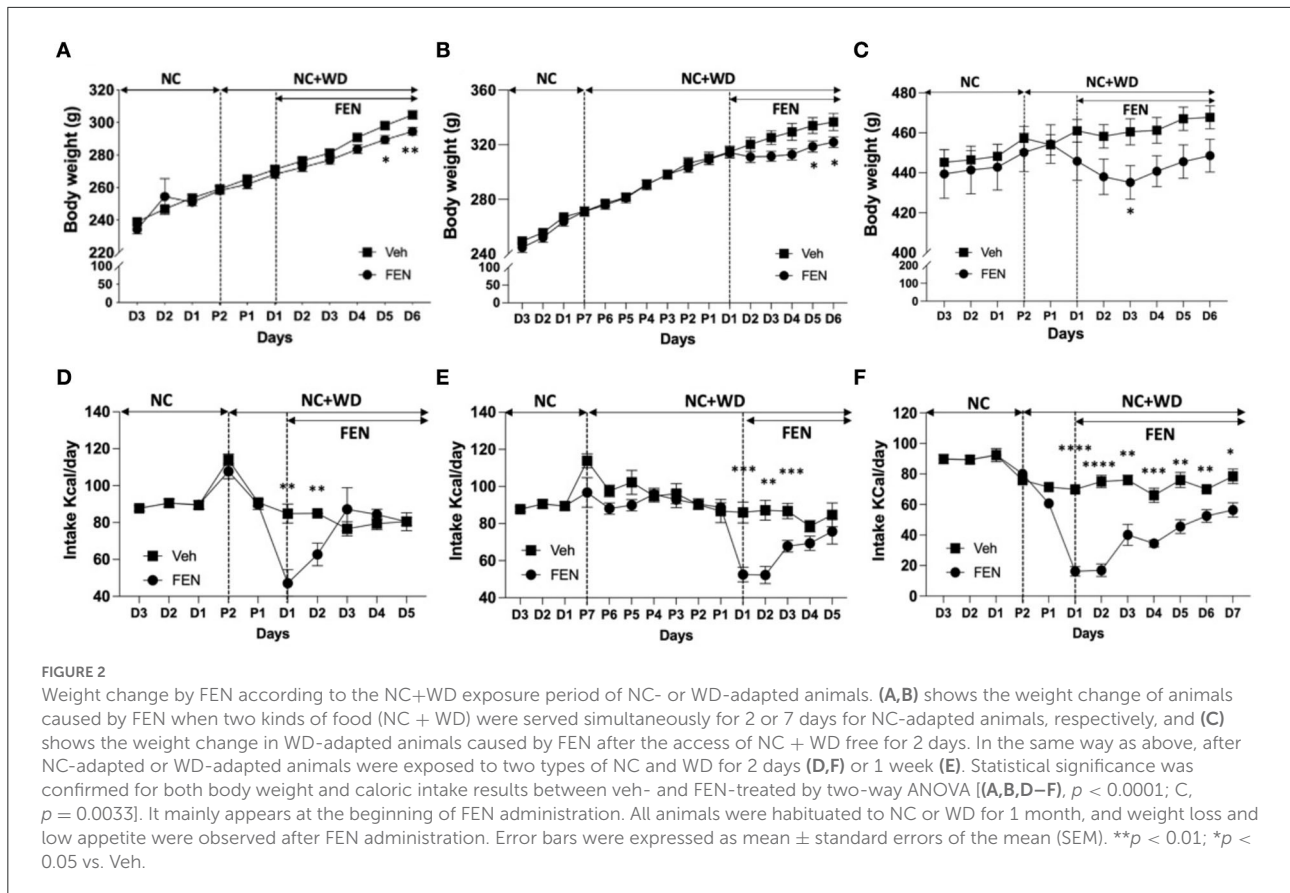 A
NC
NC+WD
FEN
Body weight (g)
320
300
280
260
240
220
100
50
0
*
**
Veh
FEN
D3 D2 D1 P2 P1 D1 D2 D3 D4 D5 D6
Days
B
NC
NC+WD
FEN
Body weight (g)
360
320
280
240
100
50
0
* *
Veh
FEN
D3 D2 D1 P7 P6 P5 P4 P3 P2 P1 D1 D2 D3 D4 D5 D6
Days
C
NC
NC+WD
FEN
Body weight (g)
480
460
440
420
400
200
100
0
*
Veh
FEN
D3 D2 D1 P2 P1 D1 D2 D3 D4 D5 D6
Days
D
NC
NC+WD
FEN
Intake Kcal/day
140
120
100
80
60
40
** **
Veh
FEN
D3 D2 D1 P2 P1 D1 D2 D3 D4 D5
Days
E
NC
NC+WD
FEN
Intake Kcal/day
140
120
100
80
60
40
*** ** ***
Veh
FEN
D3 D2 D1 P7 P6 P5 P4 P3 P2 P1 D1 D2 D3 D4 D5
Days
F
NC
NC+WD
FEN
Intake KCal/day
120
100
80
60
40
20
0
**** **** ** *** ** ** *
Veh
FEN
D3 D2 D1 P2 P1 D1 D2 D3 D4 D5 D6 D7
Days
FIGURE 2
Weight change by FEN according to the NC+WD exposure period of NC- or WD-adapted animals. (A,B) shows the weight change of animals
caused by FEN when two kinds of food (NC + WD) were served simultaneously for 2 or 7 days for NC-adapted animals, respectively, and (C)
shows the weight change in WD-adapted animals caused by FEN after the access of NC + WD free for 2 days. In the same way as above, after
NC-adapted or WD-adapted animals were exposed to two types of NC and WD for 2 days (D,F) or 1 week (E). Statistical significance was
confirmed for both body weight and caloric intake results between veh- and FEN-treated by two-way ANOVA [(A,B,D–F), p < 0.0001; C,
p = 0.0033]. It mainly appears at the beginning of FEN administration. All animals were habituated to NC or WD for 1 month, and weight loss and
low appetite were observed after FEN administration. Error bars were expressed as mean ± standard errors of the mean (SEM). **p < 0.01; *p <
0.05 vs. Veh.